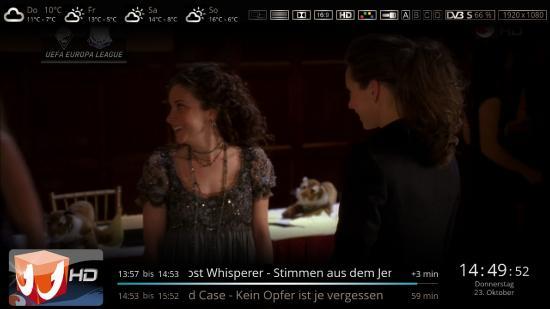 Do 10°C
11°C - 7°C
Fr
13°C - 5°C
Sa
14°C - 8°C
So
16°C - 6°C
16:9
HD
A B C D
DVB S 66 %
1920 x 1080
UEFA EUROPA LEAGUE
HD
HD
13:57 bis 14:53
ost Whisperer - Stimmen aus dem Jer
+3 min
14:53 bis 15:52
d Case - Kein Opfer ist je vergessen
59 min
14:49:52
Donnerstag
23. Oktober